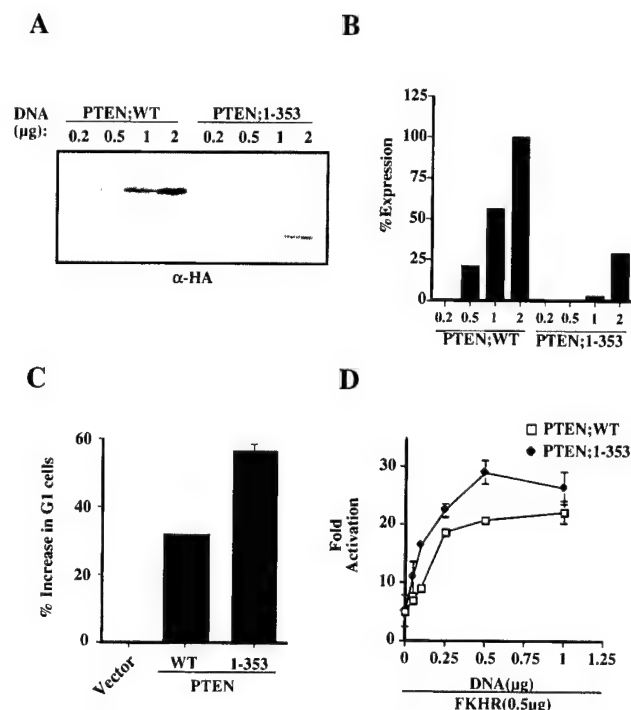 A
DNA
(µg):
PTEN;WT
PTEN;1-353
0.2 0.5 1 2 0.2 0.5 1 2
α-HA
B
% Expression
125
100
75
50
25
0
0.2 0.5 1 2 0.2 0.5 1 2
PTEN;WT PTEN;1-353
C
% Increase in G1 cells
60
40
20
0
Vector
WT 1-353
PTEN
D
PTEN;WT
PTEN;1-353
Fold
Activation
30
20
10
0
0 0.25 0.5 0.75 1 1.25
DNA(µg)
FKHR(0.5µg)